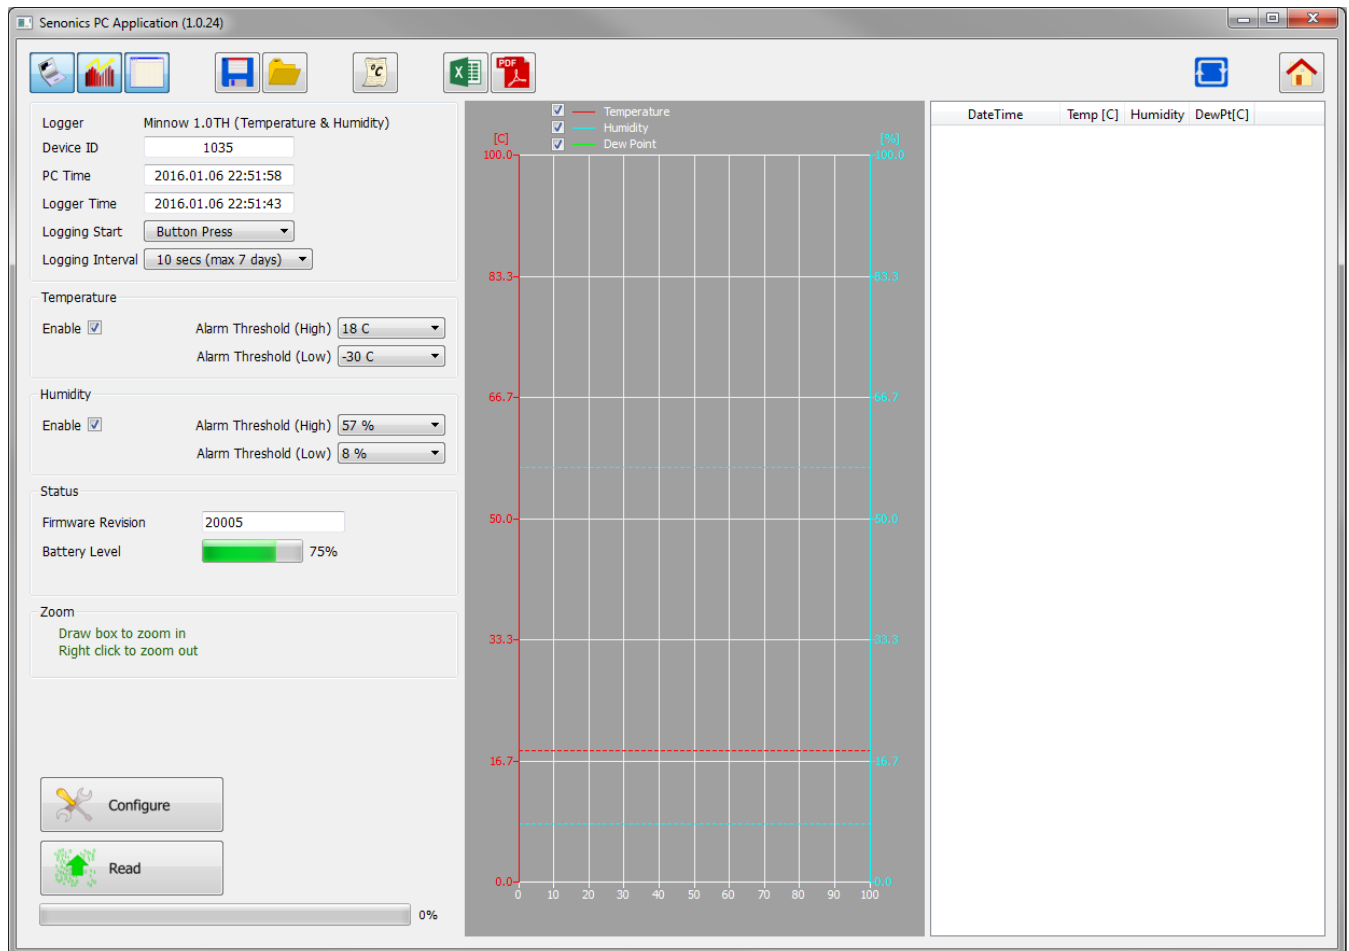 Senonics PC Application (1.0.24)
°C
X
PDF
Logger Minnow 1.0TH (Temperature & Humidity)
Device ID 1035
PC Time 2016.01.06 22:51:58
Logger Time 2016.01.06 22:51:43
Logging Start Button Press
Logging Interval 10 secs (max 7 days)
Temperature
Enable Alarm Threshold (High) 18 C
Alarm Threshold (Low) -30 C
Humidity
Enable Alarm Threshold (High) 57 %
Alarm Threshold (Low) 8 %
Status
Firmware Revision 20005
Battery Level 75%
Zoom
Draw box to zoom in
Right click to zoom out
Configure
Read
0%
Temperature
Humidity
Dew Point
[C] [%]
100.0 100.0
83.3 83.3
66.7 66.7
50.0 50.0
33.3 33.3
16.7 16.7
0.0 0.0
0 10 20 30 40 50 60 70 80 90 100
DateTime Temp [C] Humidity DewPt[C]